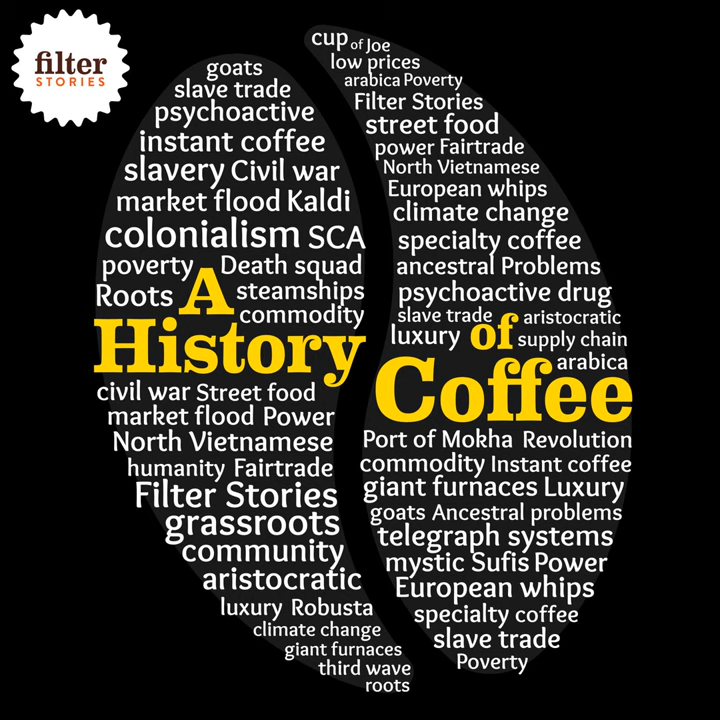 filter
STORIES
goats
slave trade
psychoactive
instant coffee
slavery Civil war
market flood Kaldi
colonialism SCA
poverty Death squad
Roots A steamships
commodity
History
civil war Street food
market flood Power
North Vietnamese
humanity Fairtrade
Filter Stories
grassroots
community
aristocratic
luxury Robusta
climate change
giant furnaces
third wave
roots
cup of Joe
low prices
arabica Poverty
Filter Stories
street food
power Fairtrade
North Vietnamese
European whips
climate change
specialty coffee
ancestral Problems
psychoactive drug
slave trade aristocratic
luxury of supply chain
arabica
Coffee
Port of Mokha Revolution
commodity Instant coffee
giant furnaces Luxury
goats Ancestral problems
telegraph systems
mystic Sufis Power
European whips
specialty coffee
slave trade
Poverty